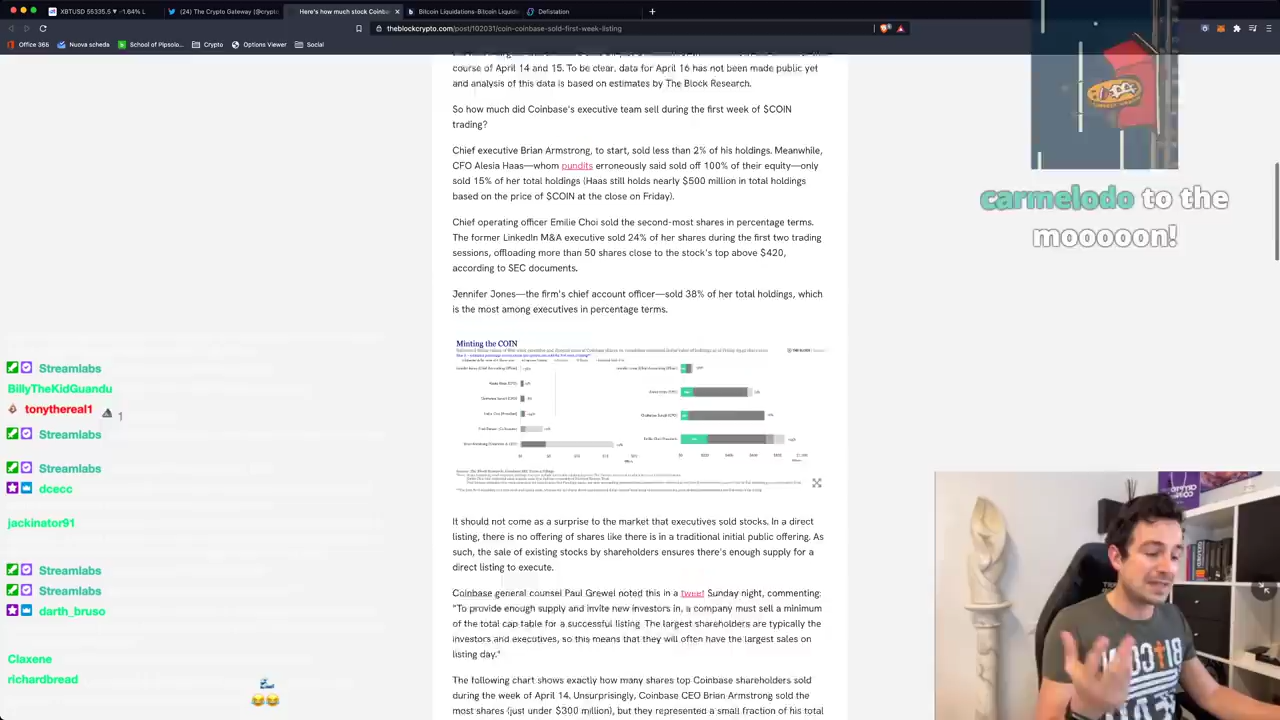 XBTUSD 55335.5 ▾ -1.64% L
(24) The Crypto Gateway (@crypto
Here's how much stock Coinba
Bitcoin Liquidations-Bitcoin Liquida
Defistation
theblockcrypto.com/post/102031/coin-coinbase-sold-first-week-listing
Office 365
Nuova scheda
School of Pipsolo...
Crypto
Options Viewer
Social
course of April 14 and 15. To be clear, data for April 16 has not been made public yet
and analysis of this data is based on estimates by The Block Research.
So how much did Coinbase's executive team sell during the first week of $COIN
trading?
Chief executive Brian Armstrong, to start, sold less than 2% of his holdings. Meanwhile,
CFO Alesia Haas—whom pundits erroneously said sold off 100% of their equity—only
sold 15% of her total holdings (Haas still holds nearly $500 million in total holdings
based on the price of $COIN at the close on Friday).
Chief operating officer Emilie Choi sold the second-most shares in percentage terms.
The former LinkedIn M&A executive sold 24% of her shares during the first two trading
sessions, offloading more than 50 shares close to the stock's top above $420,
according to SEC documents.
Jennifer Jones—the firm's chief account officer—sold 38% of her total holdings, which
is the most among executives in percentage terms.
Minting the COIN
It should not come as a surprise to the market that executives sold stocks. In a direct
listing, there is no offering of shares like there is in a traditional initial public offering. As
such, the sale of existing stocks by shareholders ensures there's enough supply for a
direct listing to execute.
Coinbase general counsel Paul Grewel noted this in a tweet Sunday night, commenting:
"To provide enough supply and invite new investors in, a company must sell a minimum
of the total cap table for a successful listing. The largest shareholders are typically the
investors and executives, so this means that they will often have the largest sales on
listing day."
The following chart shows exactly how many shares top Coinbase shareholders sold
during the week of April 14. Unsurprisingly, Coinbase CEO Brian Armstrong sold the
most shares (just under $300 million), but they represented a small fraction of his total
Streamlabs
BillyTheKidGuandu
tonythereal1
1
Streamlabs
Streamlabs
dcecc
jackinator91
Streamlabs
Streamlabs
darth_bruso
Claxene
richardbread
carmelodo to the
mooooon!